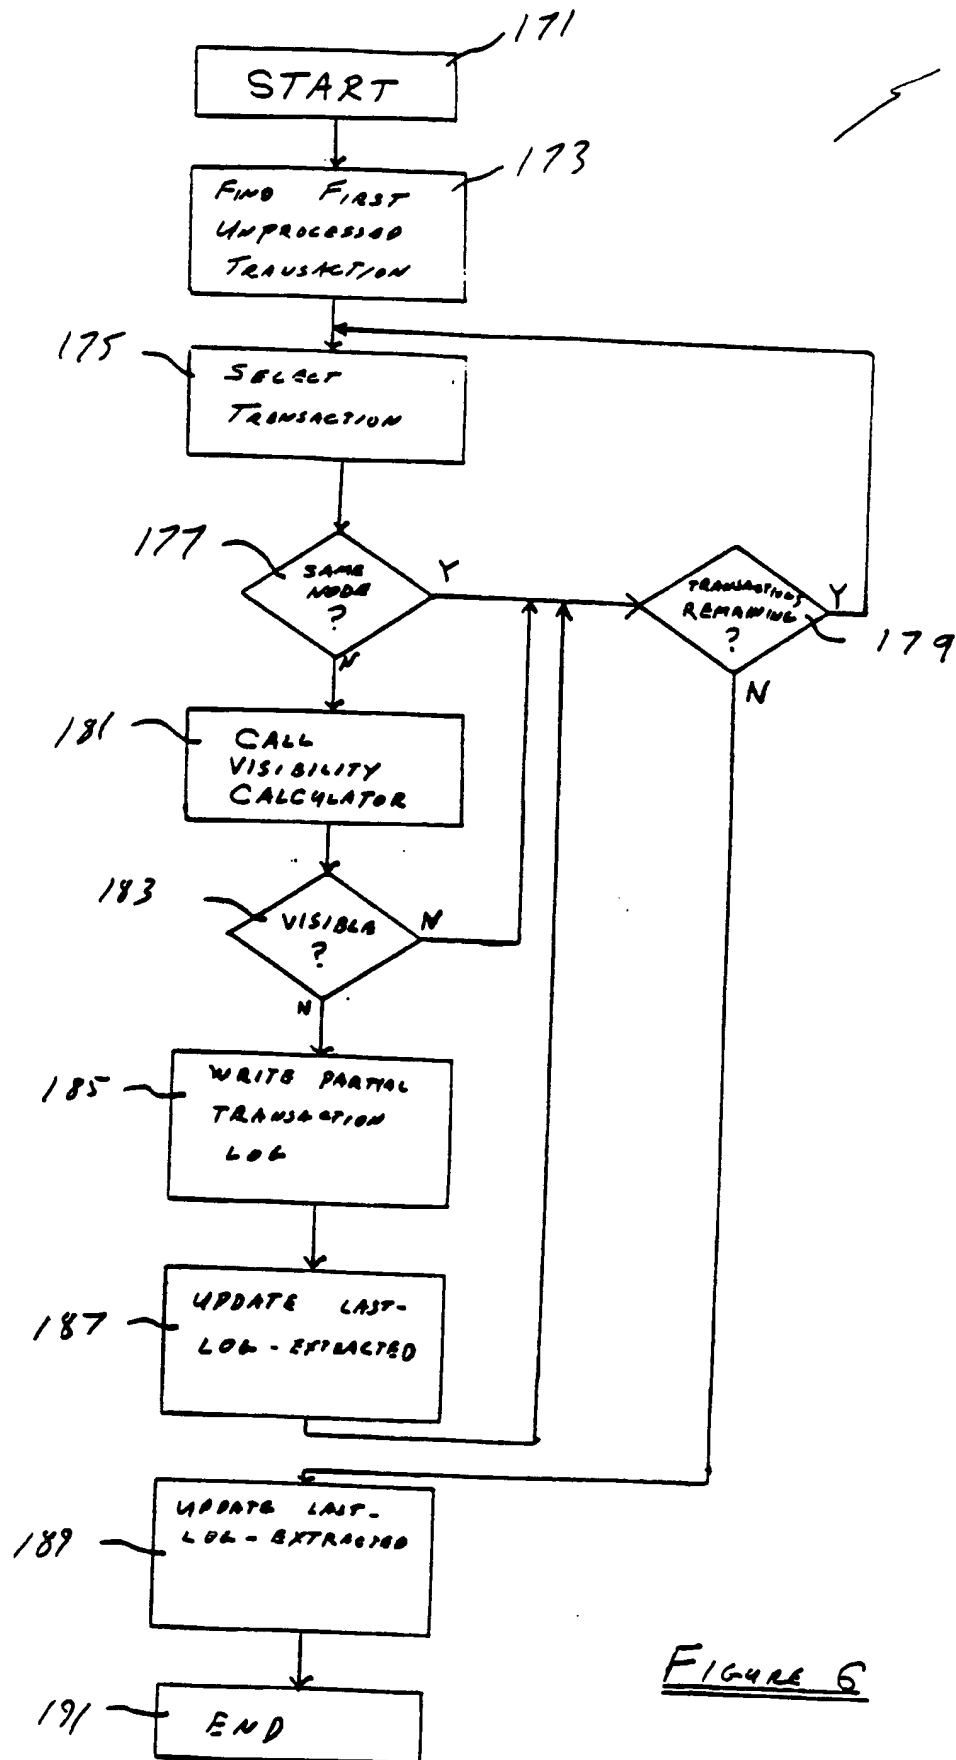 171
START
173
FIND FIRST
UNPROCESSED
TRANSACTION
175
SELECT
TRANSACTION
177
SAME
NODE
?
Y
N
TRANSACTIONS
REMAINING
?
Y
179
N
181
CALL
VISIBILITY
CALCULATOR
183
VISIBLE
?
N
N
185
WRITE PARTIAL
TRANSACTION
LOG
187
UPDATE LAST-
LOG-EXTRACTED
189
UPDATE LAST-
LOG-EXTRACTED
191
END
FIGURE 6